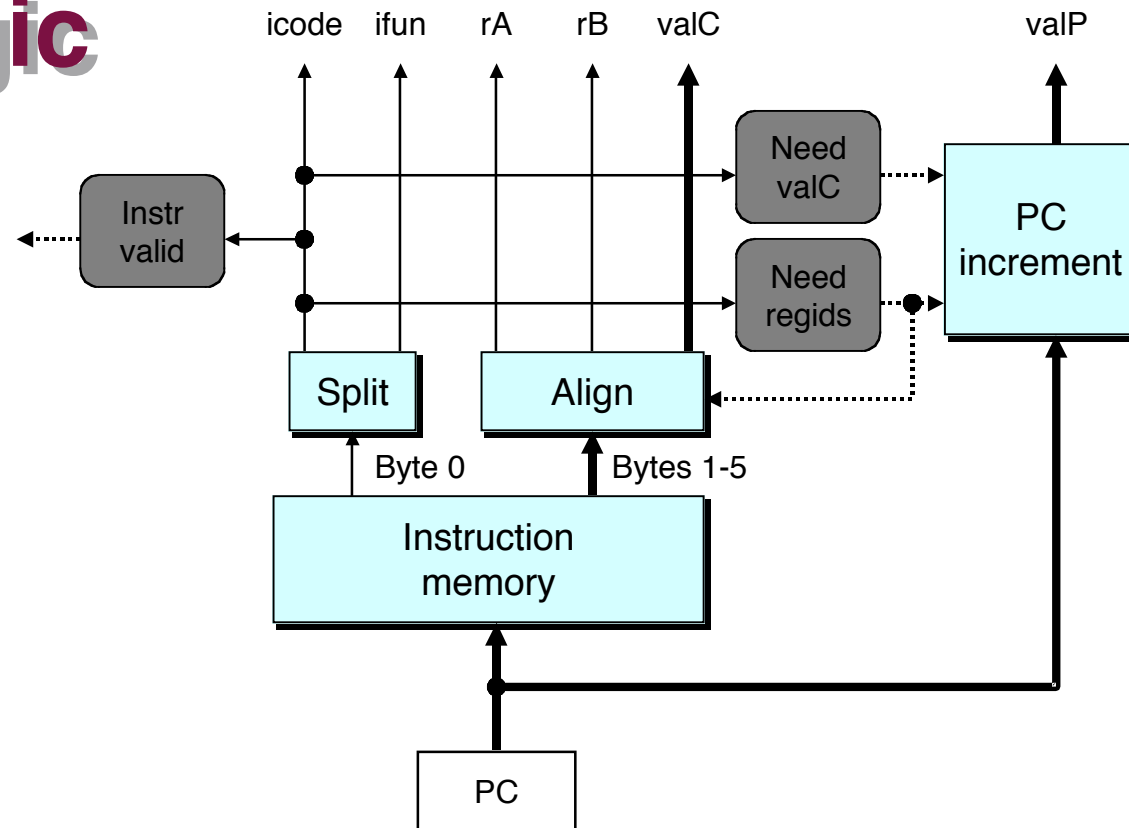 gic
icode ifun rA rB valC valP
Need
valC
Instr
valid
PC
increment
Need
regids
Split
Align
Byte 0
Bytes 1-5
Instruction
memory
PC